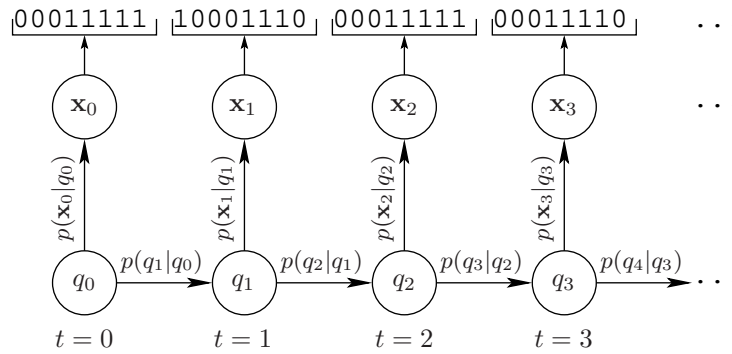 00011111 10001110 00011111 00011110 . .
x₀ x₁ x₂ x₃ . .
p(x₀|q₀) p(x₁|q₁) p(x₂|q₂) p(x₃|q₃)
p(q₁|q₀) p(q₂|q₁) p(q₃|q₂) p(q₄|q₃)
q₀ q₁ q₂ q₃ . .
t = 0 t = 1 t = 2 t = 3